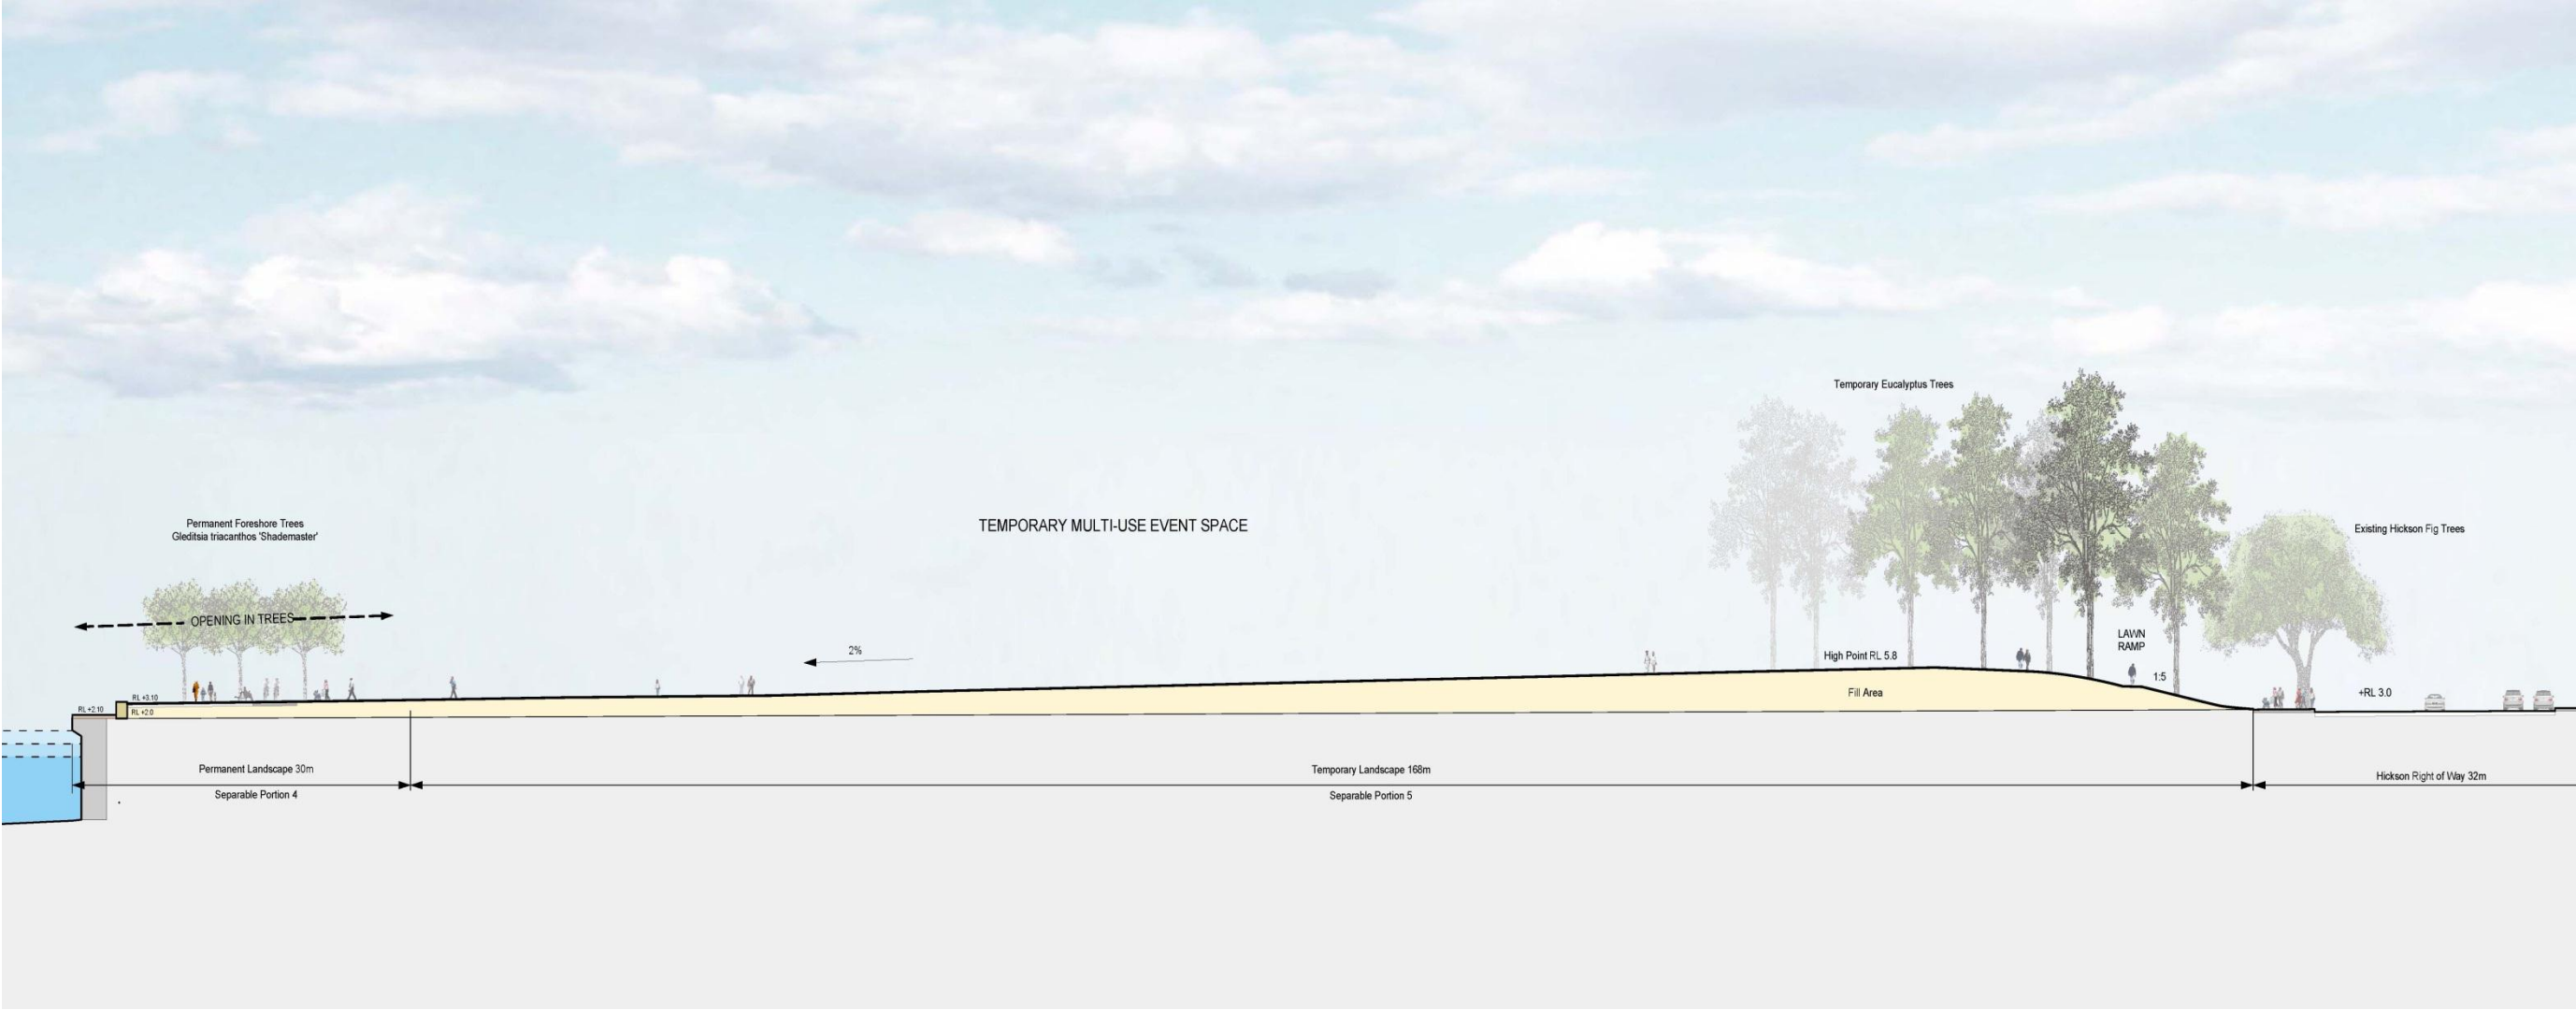 Temporary Eucalyptus Trees
Permanent Foreshore Trees
Gleditsia triacanthos 'Shademaster'
TEMPORARY MULTI-USE EVENT SPACE
Existing Hickson Fig Trees
OPENING IN TREES
2%
High Point RL 5.8
LAWN
RAMP
1:5
Fill Area
+RL 3.0
RL +3.10
RL +2.10
RL +2.0
Permanent Landscape 30m
Separable Portion 4
Temporary Landscape 168m
Separable Portion 5
Hickson Right of Way 32m